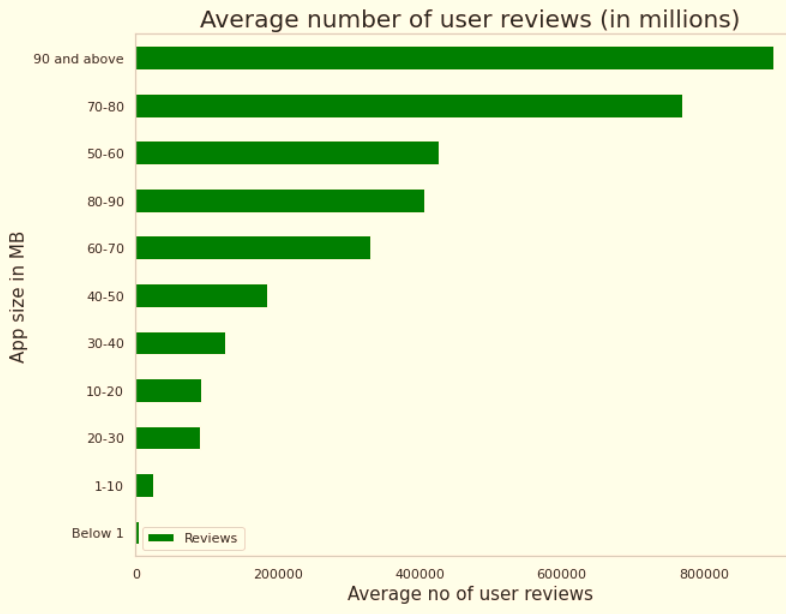 Average number of user reviews (in millions)
90 and above
70-80
50-60
80-90
60-70
40-50
30-40
10-20
20-30
1-10
Below 1
App size in MB
Reviews
0 200000 400000 600000 800000
Average no of user reviews